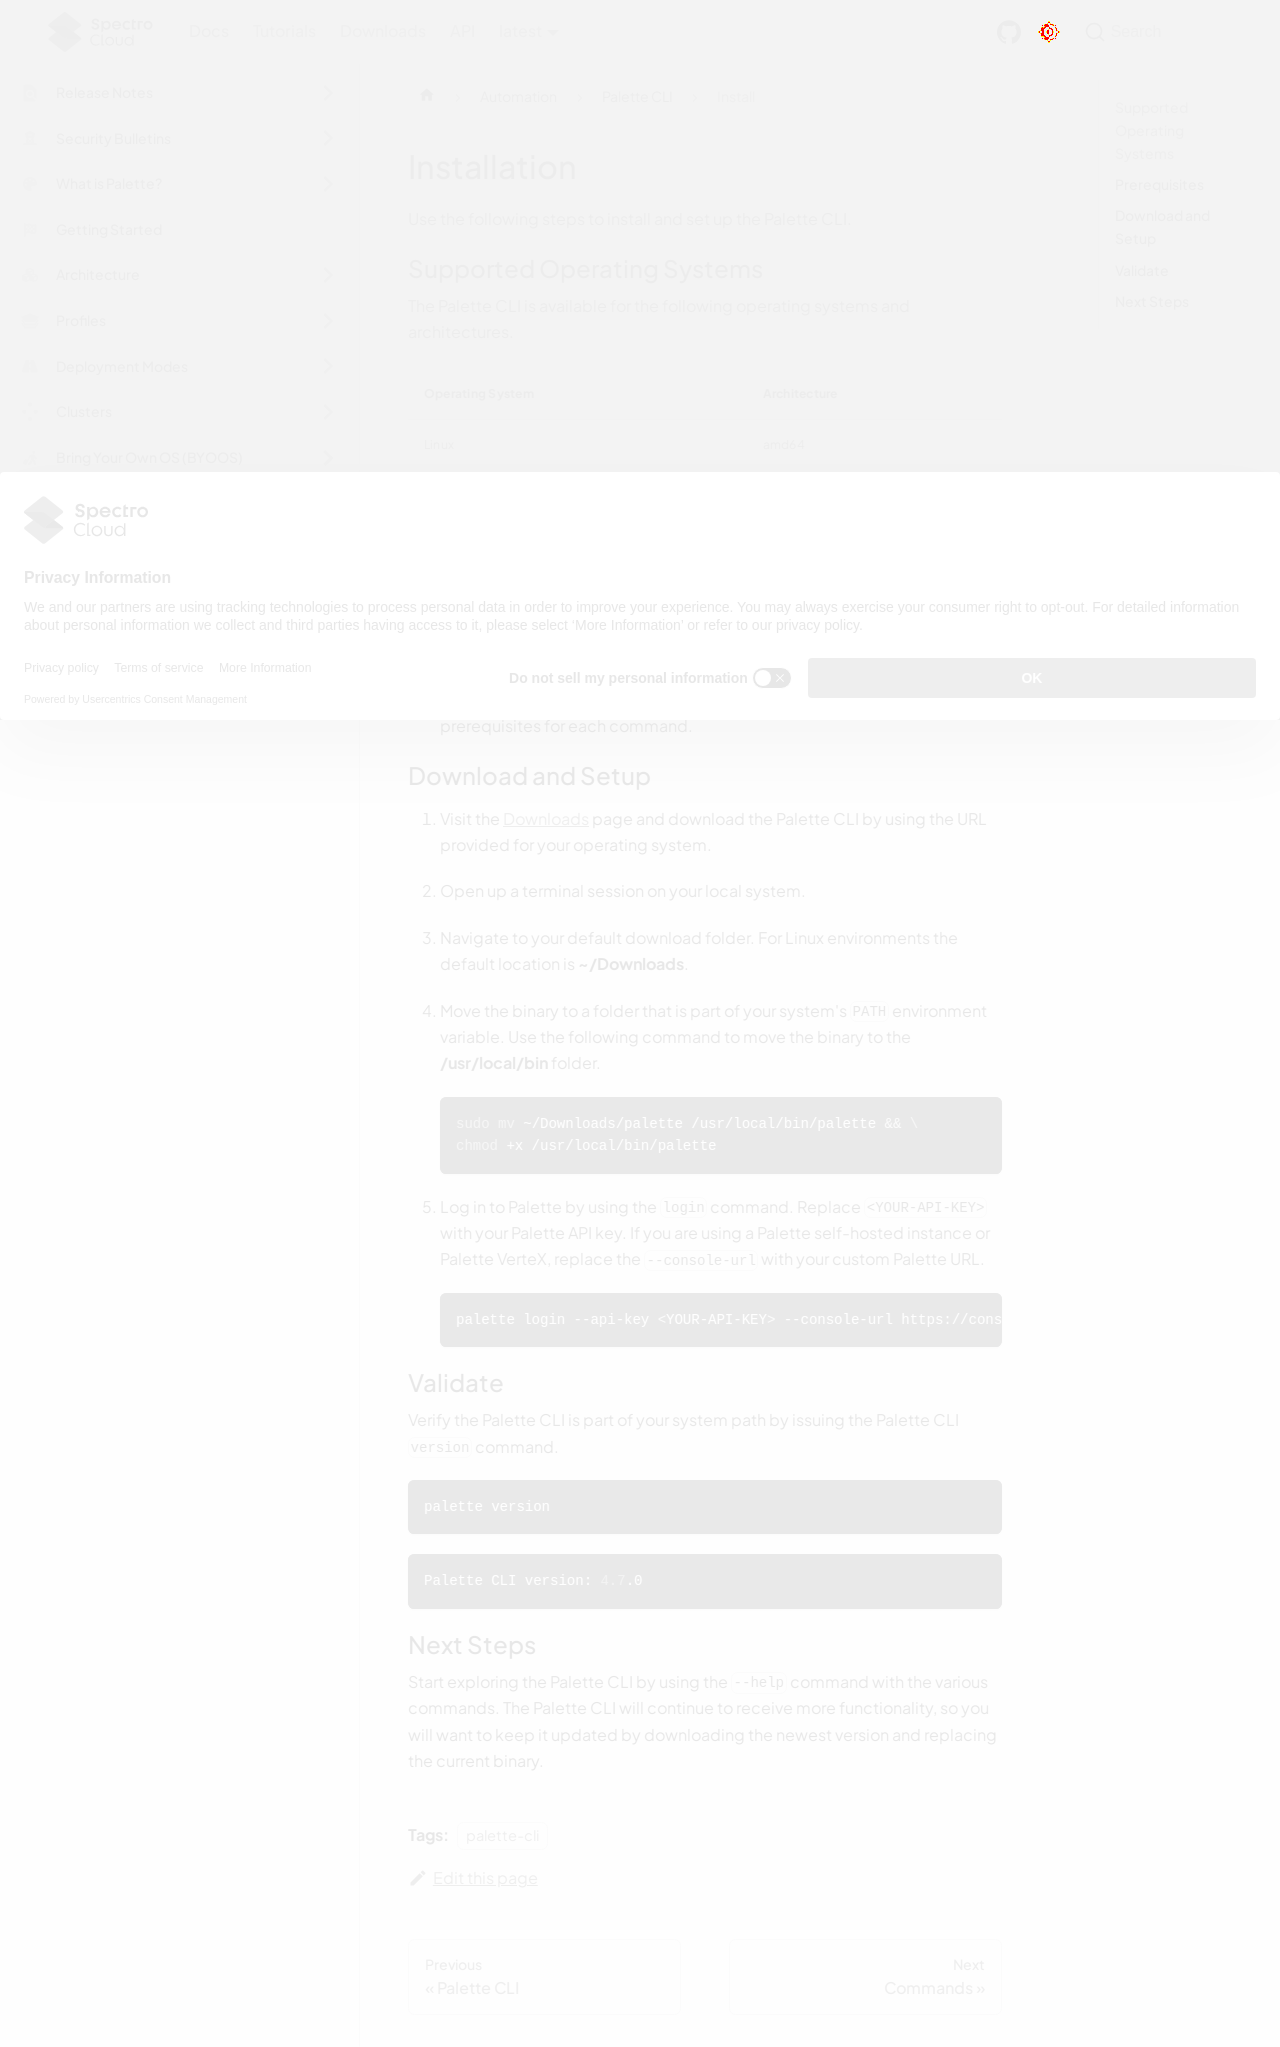 Spectro Cloud
Docs Tutorials Downloads API latest
Search
Release Notes
Security Bulletins
What is Palette?
Getting Started
Architecture
Profiles
Deployment Modes
Clusters
Bring Your Own OS (BYOOS)
Automation
Palette CLI
Install
Installation
Use the following steps to install and set up the Palette CLI.
Supported Operating Systems
The Palette CLI is available for the following operating systems and
architectures.
Operating System Architecture
Linux amd64
Supported
Operating
Systems
Prerequisites
Download and
Setup
Validate
Next Steps
Spectro
Cloud
Privacy Information
We and our partners are using tracking technologies to process personal data in order to improve your experience. You may always exercise your consumer right to opt-out. For detailed information
about personal information we collect and third parties having access to it, please select 'More Information' or refer to our privacy policy.
Privacy policy Terms of service More Information
Do not sell my personal information
OK
Powered by Usercentrics Consent Management
prerequisites for each command.
Download and Setup
1. Visit the Downloads page and download the Palette CLI by using the URL
provided for your operating system.
2. Open up a terminal session on your local system.
3. Navigate to your default download folder. For Linux environments the
default location is ~/Downloads.
4. Move the binary to a folder that is part of your system's PATH environment
variable. Use the following command to move the binary to the
/usr/local/bin folder.
sudo mv ~/Downloads/palette /usr/local/bin/palette && \
chmod +x /usr/local/bin/palette
5. Log in to Palette by using the login command. Replace <YOUR-API-KEY>
with your Palette API key. If you are using a Palette self-hosted instance or
Palette VerteX, replace the --console-url with your custom Palette URL.
palette login --api-key <YOUR-API-KEY> --console-url https://cons
Validate
Verify the Palette CLI is part of your system path by issuing the Palette CLI
version command.
palette version
Palette CLI version: 4.7.0
Next Steps
Start exploring the Palette CLI by using the --help command with the various
commands. The Palette CLI will continue to receive more functionality, so you
will want to keep it updated by downloading the newest version and replacing
the current binary.
Tags: palette-cli
Edit this page
Previous
« Palette CLI
Next
Commands »